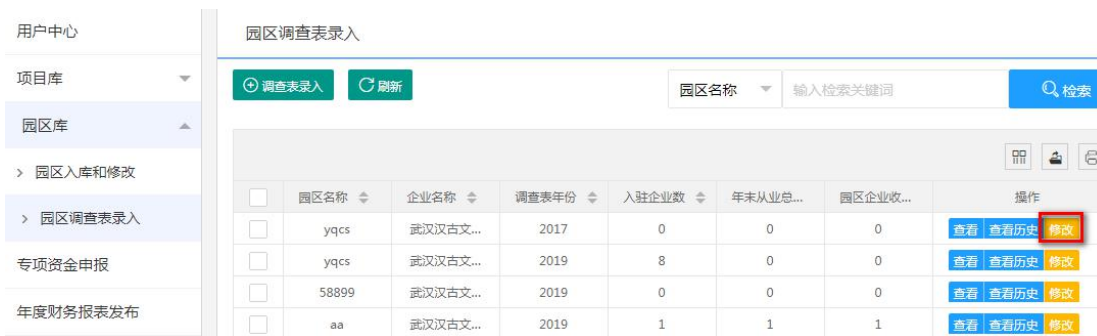 用户中心
项目库
园区库
园区入库和修改
园区调查表录入
专项资金申报
年度财务报表发布
园区调查表录入
调查表录入 刷新 园区名称 输入检索关键词 检索
园区名称 企业名称 调查表年份 入驻企业数 年末从业总... 园区企业收... 操作
yqcs 武汉汉古文... 2017 0 0 0 查看 查看历史 修改
yqcs 武汉汉古文... 2019 8 0 0 查看 查看历史 修改
58899 武汉汉古文... 2019 0 0 0 查看 查看历史 修改
aa 武汉汉古文... 2019 1 1 1 查看 查看历史 修改